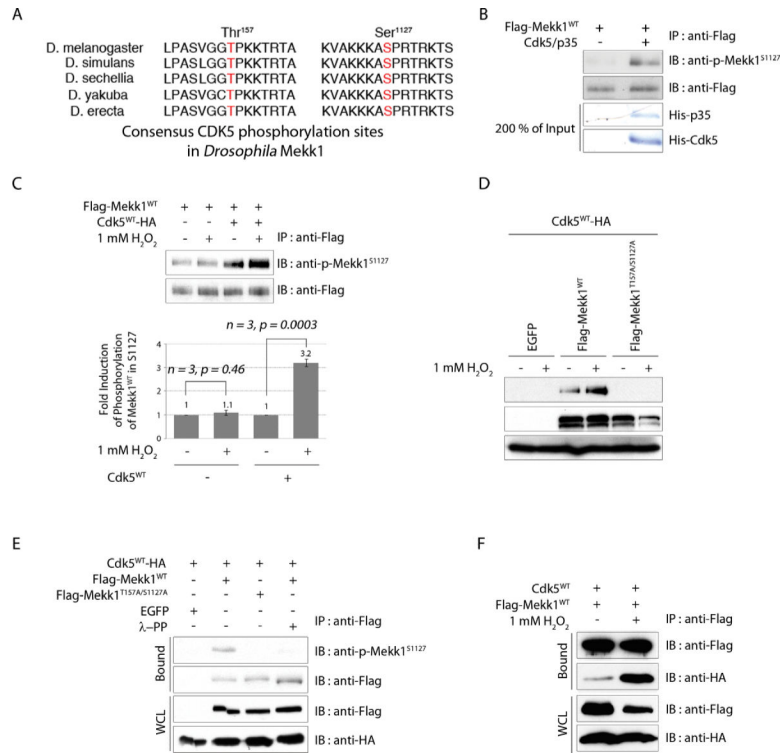 A
Thr157 Ser1127
D. melanogaster LPASVGGTPKKTRTA KVAKKKASPRTRKTS
D. simulans LPASLGGTPKKTRTA KVAKKKASPRTRKTS
D. sechellia LPASVGGTPKKTRTA KVAKKKASPRTRKTS
D. yakuba LPASVGCTPKKTRTA KVAKKKASPRTRKTS
D. erecta LPASLGGTPKKTRTA KVAKKKASPRTRKTS
Consensus CDK5 phosphorylation sites
in Drosophila Mekk1
B
Flag-Mekk1WT + +
Cdk5/p35 - + IP : anti-Flag
IB : anti-p-Mekk1S1127
IB : anti-Flag
200 % of Input
His-p35
His-Cdk5
C
Flag-Mekk1WT + + + +
Cdk5WT-HA - - + +
1 mM H2O2 - + - + IP : anti-Flag
IB : anti-p-Mekk1S1127
IB : anti-Flag
n = 3, p = 0.0003
n = 3, p = 0.46
Fold Induction
of Phosphorylation
of Mekk1WT in S1127
4
3
2
1
0
1 1.1 1 3.2
1 mM H2O2 - + - +
Cdk5WT - +
D
Cdk5WT-HA
EGFP
Flag-Mekk1WT
Flag-Mekk1T157A/S1127A
1 mM H2O2 - + - + - +
E
Cdk5WT-HA + + + +
Flag-Mekk1WT - + - +
Flag-Mekk1T157A/S1127A - - + -
EGFP + - - -
λ-PP - - - + IP : anti-Flag
Bound
IB : anti-p-Mekk1S1127
IB : anti-Flag
WCL
IB : anti-Flag
IB : anti-HA
F
Cdk5WT + +
Flag-Mekk1WT + +
1 mM H2O2 - + IP : anti-Flag
Bound
IB : anti-Flag
IB : anti-HA
WCL
IB : anti-Flag
IB : anti-HA